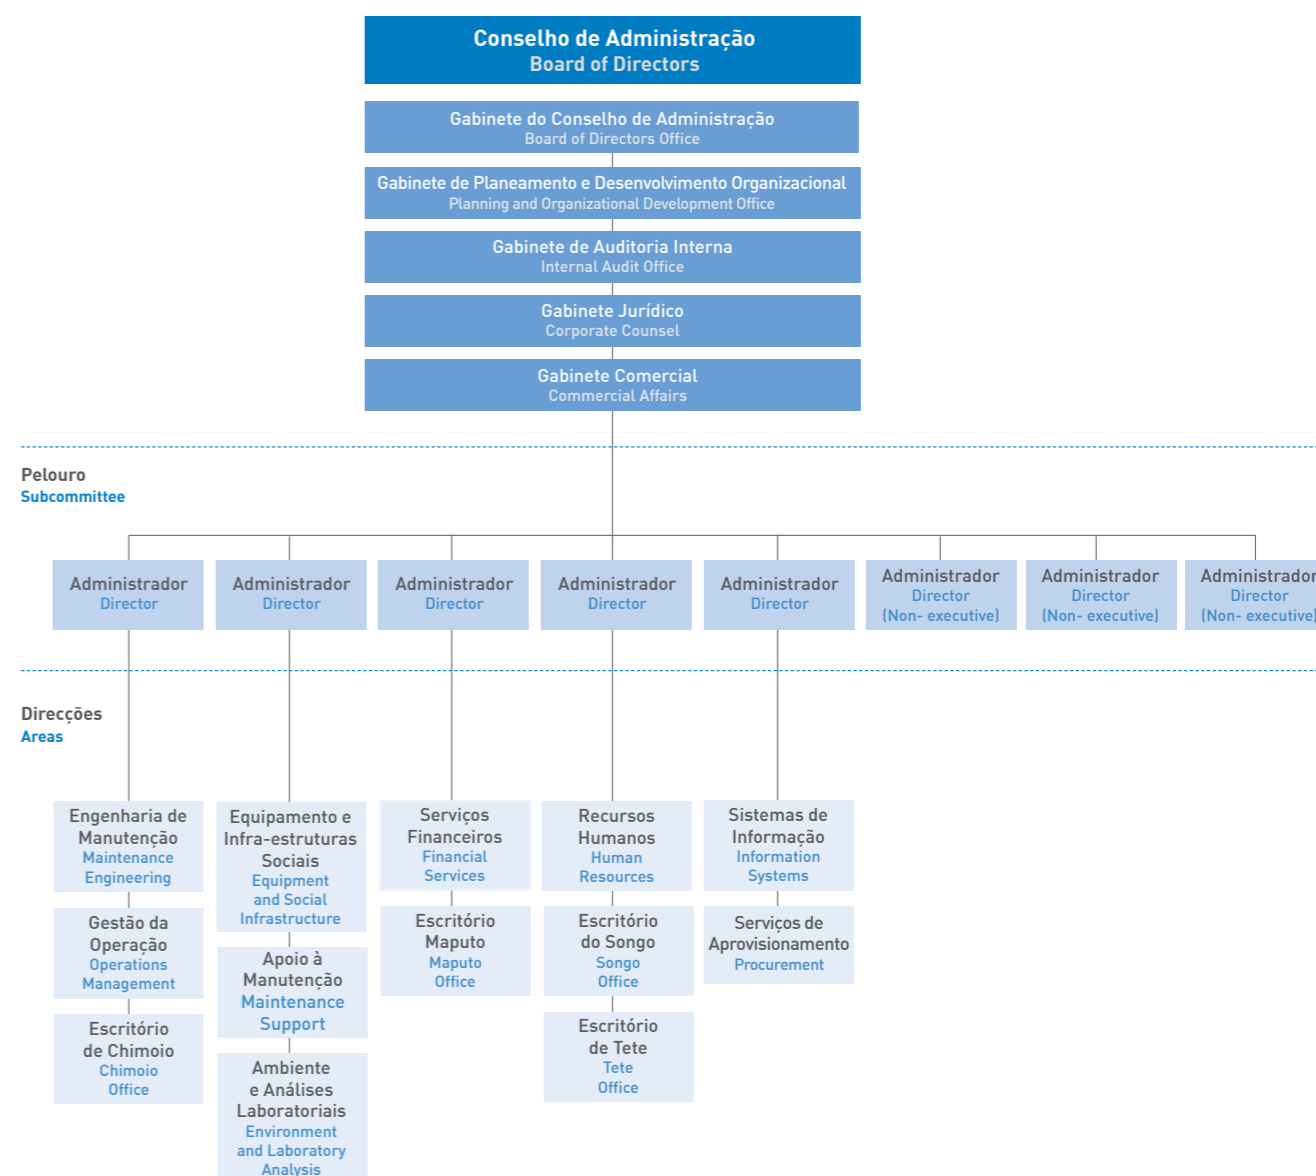 Conselho de Administração
Board of Directors
Gabinete do Conselho de Administração
Board of Directors Office
Gabinete de Planeamento e Desenvolvimento Organizacional
Planning and Organizational Development Office
Gabinete de Auditoria Interna
Internal Audit Office
Gabinete Jurídico
Corporate Counsel
Gabinete Comercial
Commercial Affairs
Pelouro
Subcommittee
Administrador
Director
Administrador
Director
Administrador
Director
Administrador
Director
Administrador
Director
Administrador
Director
(Non- executive)
Administrador
Director
(Non- executive)
Administrador
Director
(Non- executive)
Direcções
Areas
Engenharia de
Manutenção
Maintenance
Engineering
Gestão da
Operação
Operations
Management
Escritório
de Chimoio
Chimoio
Office
Equipamento e
Infra-estruturas
Sociais
Equipment
and Social
Infrastructure
Apoio à
Manutenção
Maintenance
Support
Ambiente
e Análises
Laboratoriais
Environment
and Laboratory
Analysis
Serviços
Financeiros
Financial
Services
Escritório
Maputo
Maputo
Office
Recursos
Humanos
Human
Resources
Escritório
do Songo
Songo
Office
Escritório
de Tete
Tete
Office
Sistemas de
Informação
Information
Systems
Serviços de
Aprovisionamento
Procurement